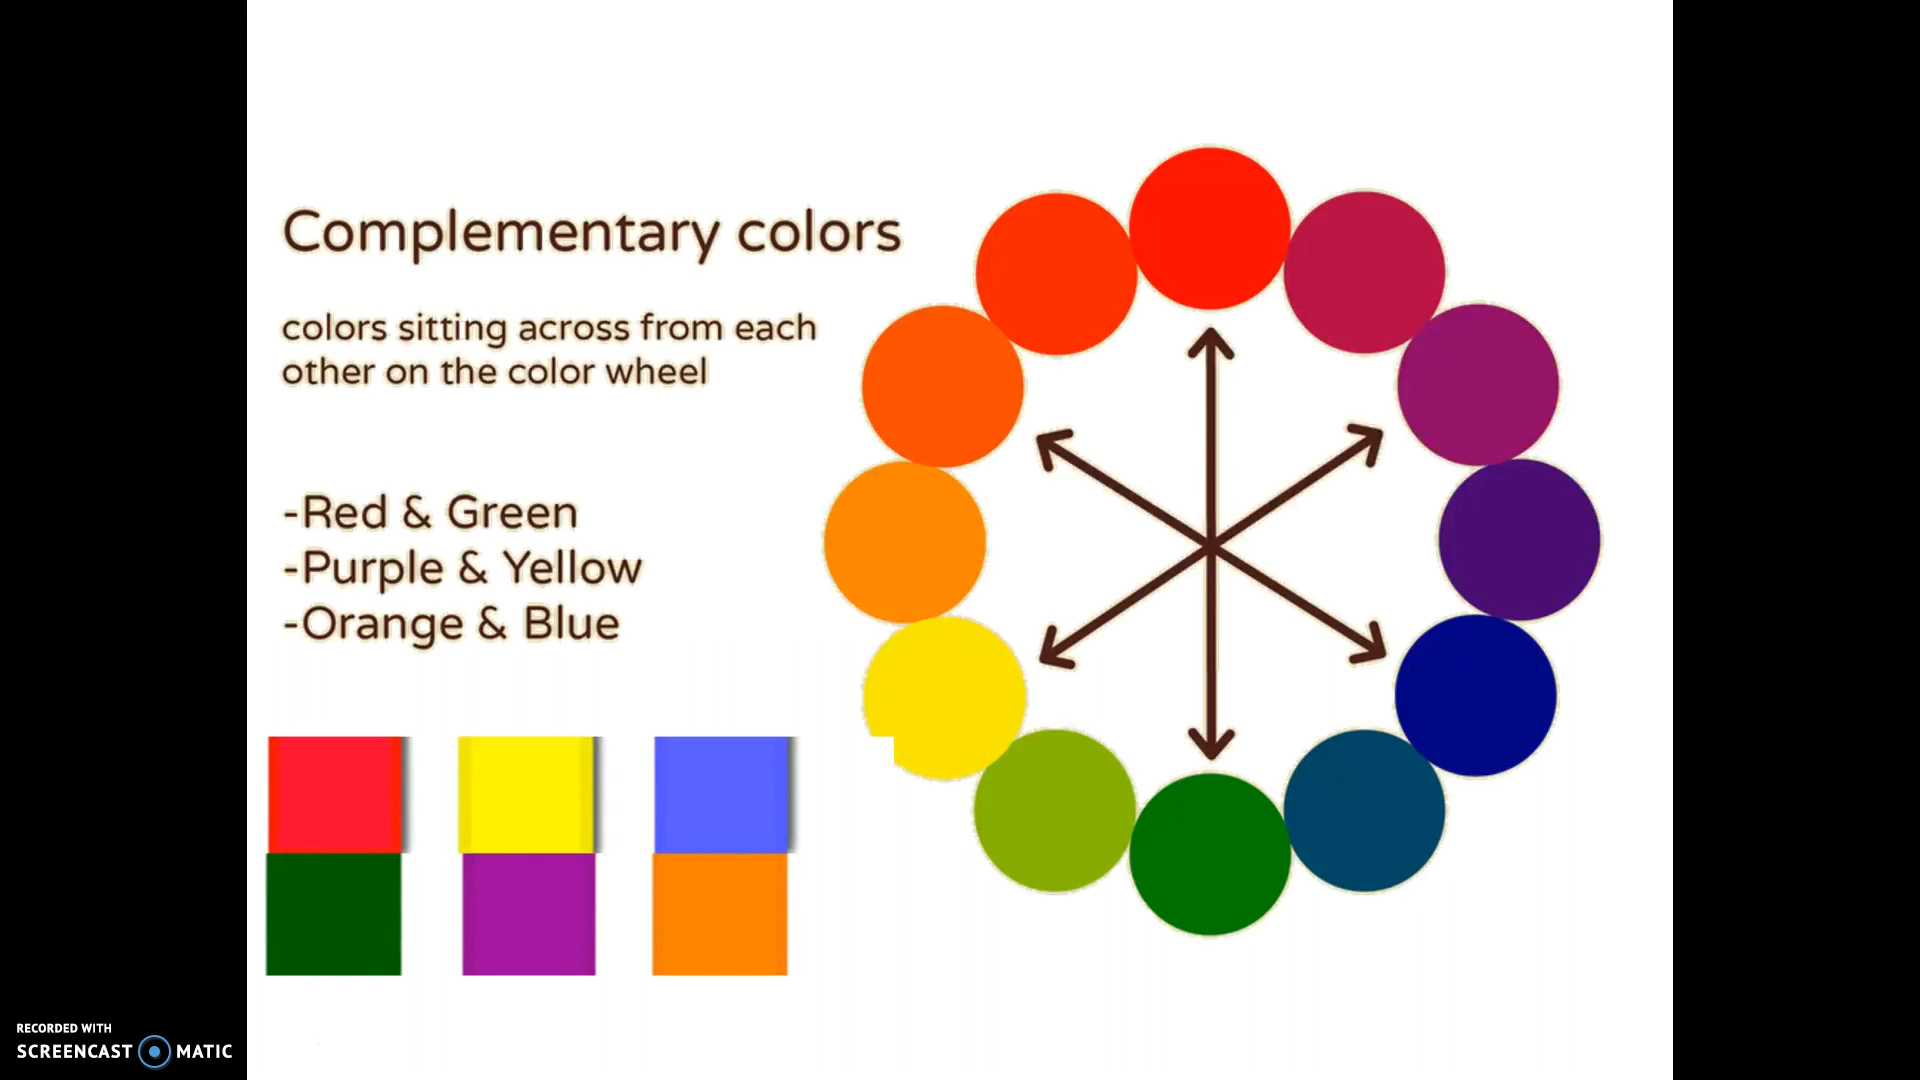 Complementary colors
colors sitting across from each
other on the color wheel
-Red & Green
-Purple & Yellow
-Orange & Blue
RECORDED WITH
SCREENCAST MATIC